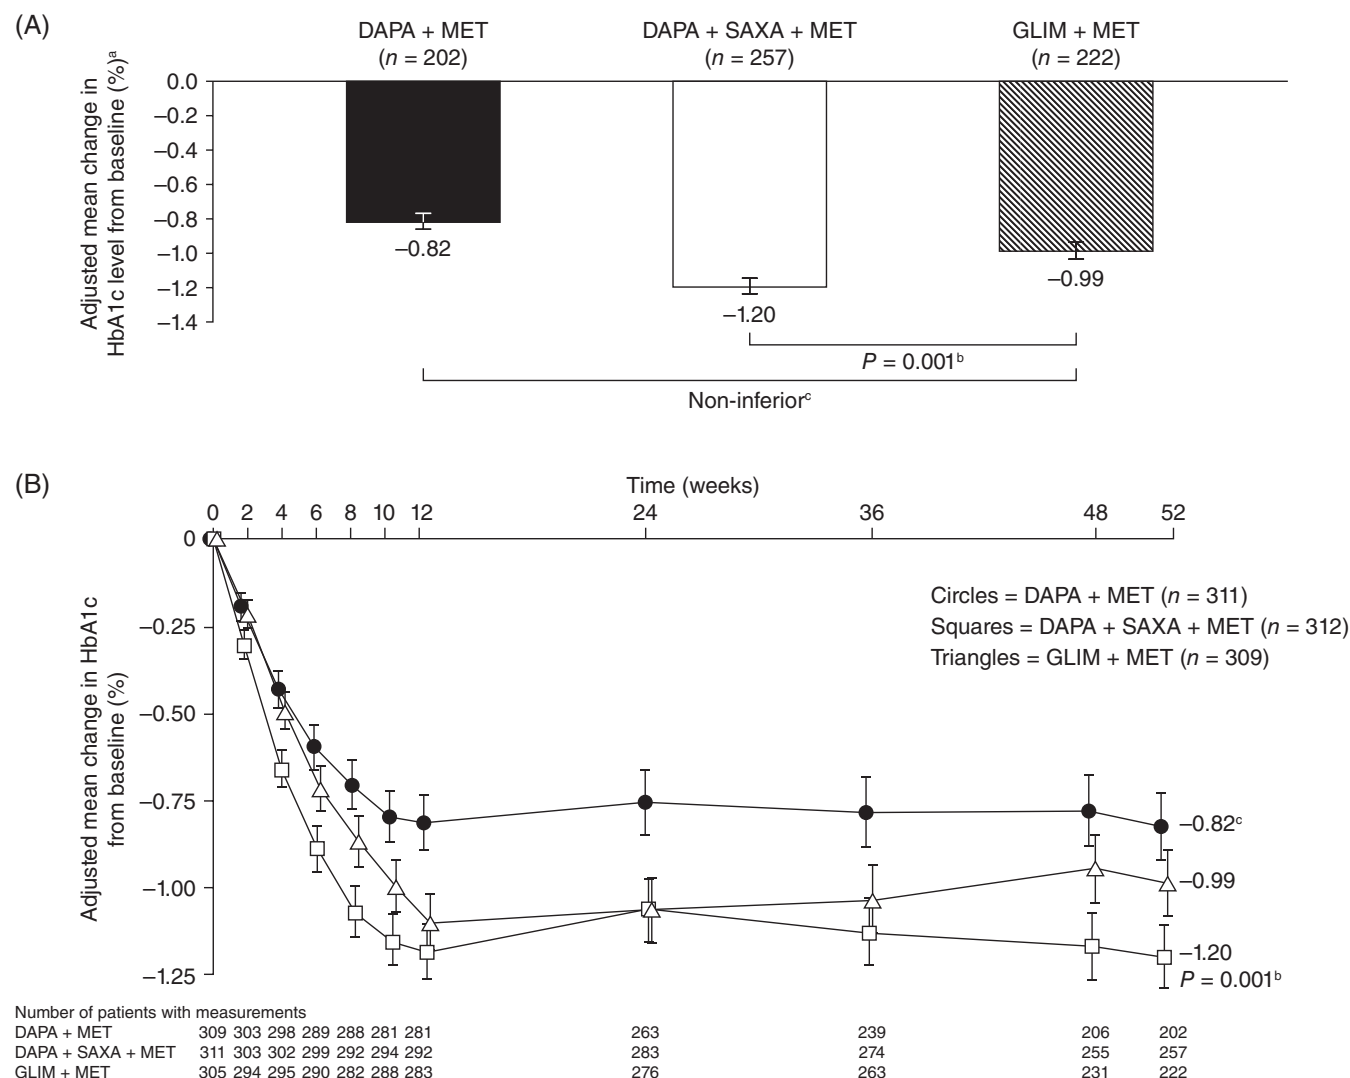 (A)
DAPA + MET
(n = 202)
DAPA + SAXA + MET
(n = 257)
GLIM + MET
(n = 222)
Adjusted mean change in
HbA1c level from baseline (%)ᵃ
0.0
–0.2
–0.4
–0.6
–0.8
–1.0
–1.2
–1.4
–0.82
–1.20
–0.99
P = 0.001ᵇ
Non-inferiorᶜ
(B)
Time (weeks)
0 2 4 6 8 10 12 24 36 48 52
Adjusted mean change in HbA1c
from baseline (%)
0
–0.25
–0.50
–0.75
–1.00
–1.25
Circles = DAPA + MET (n = 311)
Squares = DAPA + SAXA + MET (n = 312)
Triangles = GLIM + MET (n = 309)
–0.82ᶜ
–0.99
–1.20
P = 0.001ᵇ
Number of patients with measurements
DAPA + MET 309 303 298 289 288 281 281 263 239 206 202
DAPA + SAXA + MET 311 303 302 299 292 294 292 283 274 255 257
GLIM + MET 305 294 295 290 282 288 283 276 263 231 222